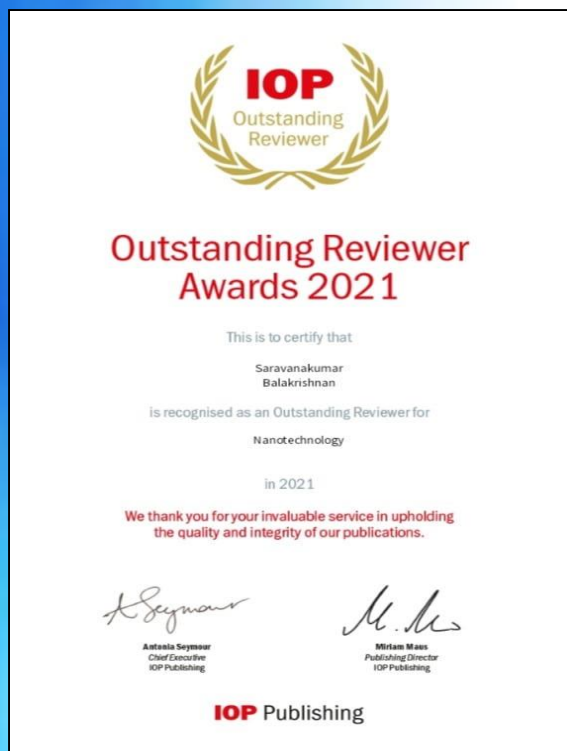 IOP
Outstanding
Reviewer
Outstanding Reviewer
Awards 2021
This is to certify that
Saravanakumar
Balakrishnan
is recognised as an Outstanding Reviewer for
Nanotechnology
in 2021
We thank you for your invaluable service in upholding
the quality and integrity of our publications.
A Seymour
M. Maus
Antonia Seymour
Miriam Maus
Chief Executive
Publishing Director
IOP Publishing
IOP Publishing
IOP Publishing